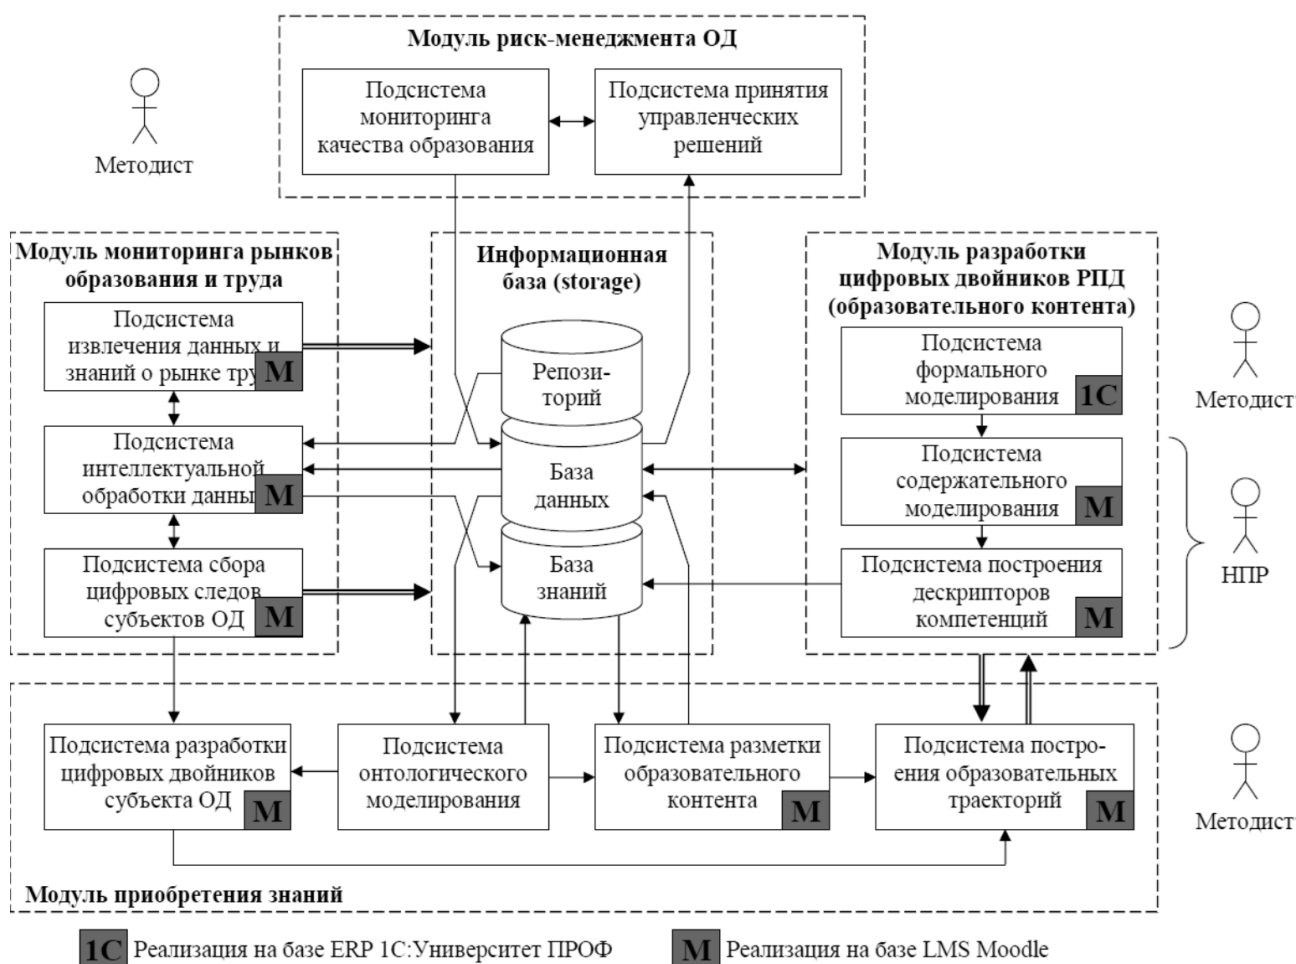 Модуль риск-менеджмента ОД
Подсистема
мониторинга
качества образования
Подсистема принятия
управленческих
решений
Методист
Модуль мониторинга рынков
образования и труда
Подсистема
извлечения данных и
знаний о рынке
М
Подсистема
интеллектуальной
обработки
М
Подсистема сбора
цифровых следов
субъектов ОД
М
Информационная
база (storage)
Репози-
торий
База
данных
База
знаний
Модуль разработки
цифровых двойников РПД
(образовательного контента)
Подсистема
формального
моделирования
1С
Подсистема
содержательного
моделирования
М
Подсистема построения
дескрипторов
компетенций
М
Методист
НПР
Подсистема разработки
цифровых двойников
субъекта ОД
М
Подсистема
онтологического
моделирования
Подсистема разметки
образовательного
контента
М
Подсистема постро-
ения образовательных
траекторий
М
Методист
Модуль приобретения знаний
1С Реализация на базе ERP 1С:Университет ПРОФ
М Реализация на базе LMS Moodle